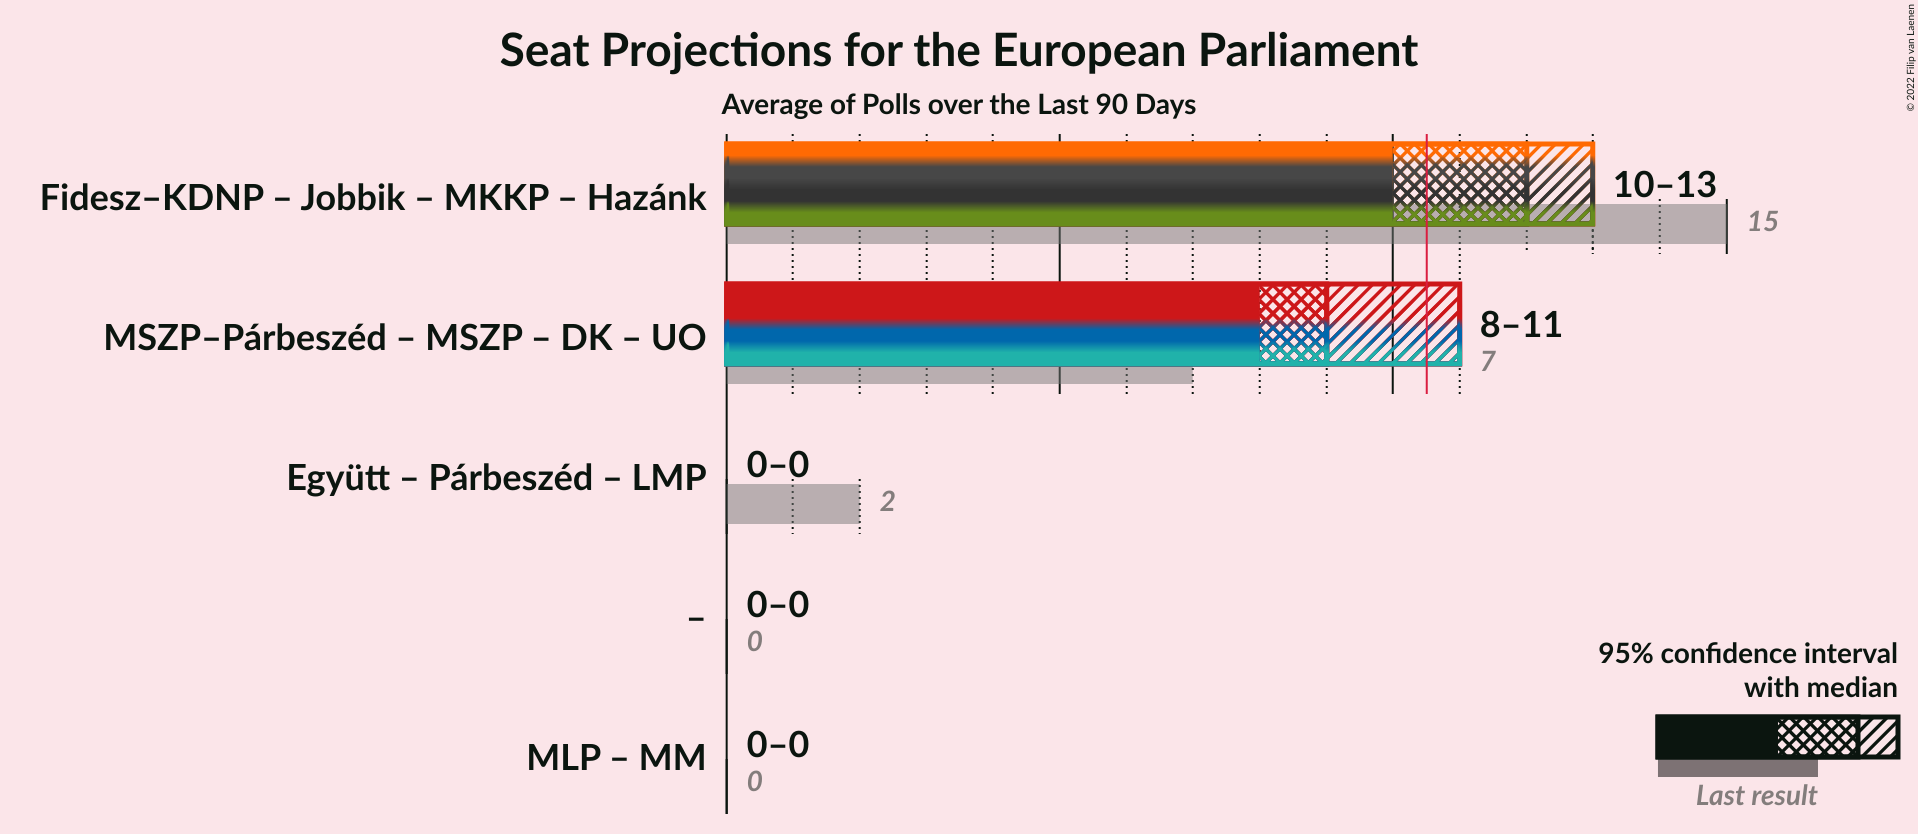 Seat Projections for the European Parliament
Average of Polls over the Last 90 Days
© 2022 Filip van Laenen
Fidesz–KDNP – Jobbik – MKKP – Hazánk
10–13
15
MSZP–Párbeszéd – MSZP – DK – UO
8–11
7
Együtt – Párbeszéd – LMP
0–0
2
–
0–0
0
MLP – MM
0–0
0
95% confidence interval
with median
Last result